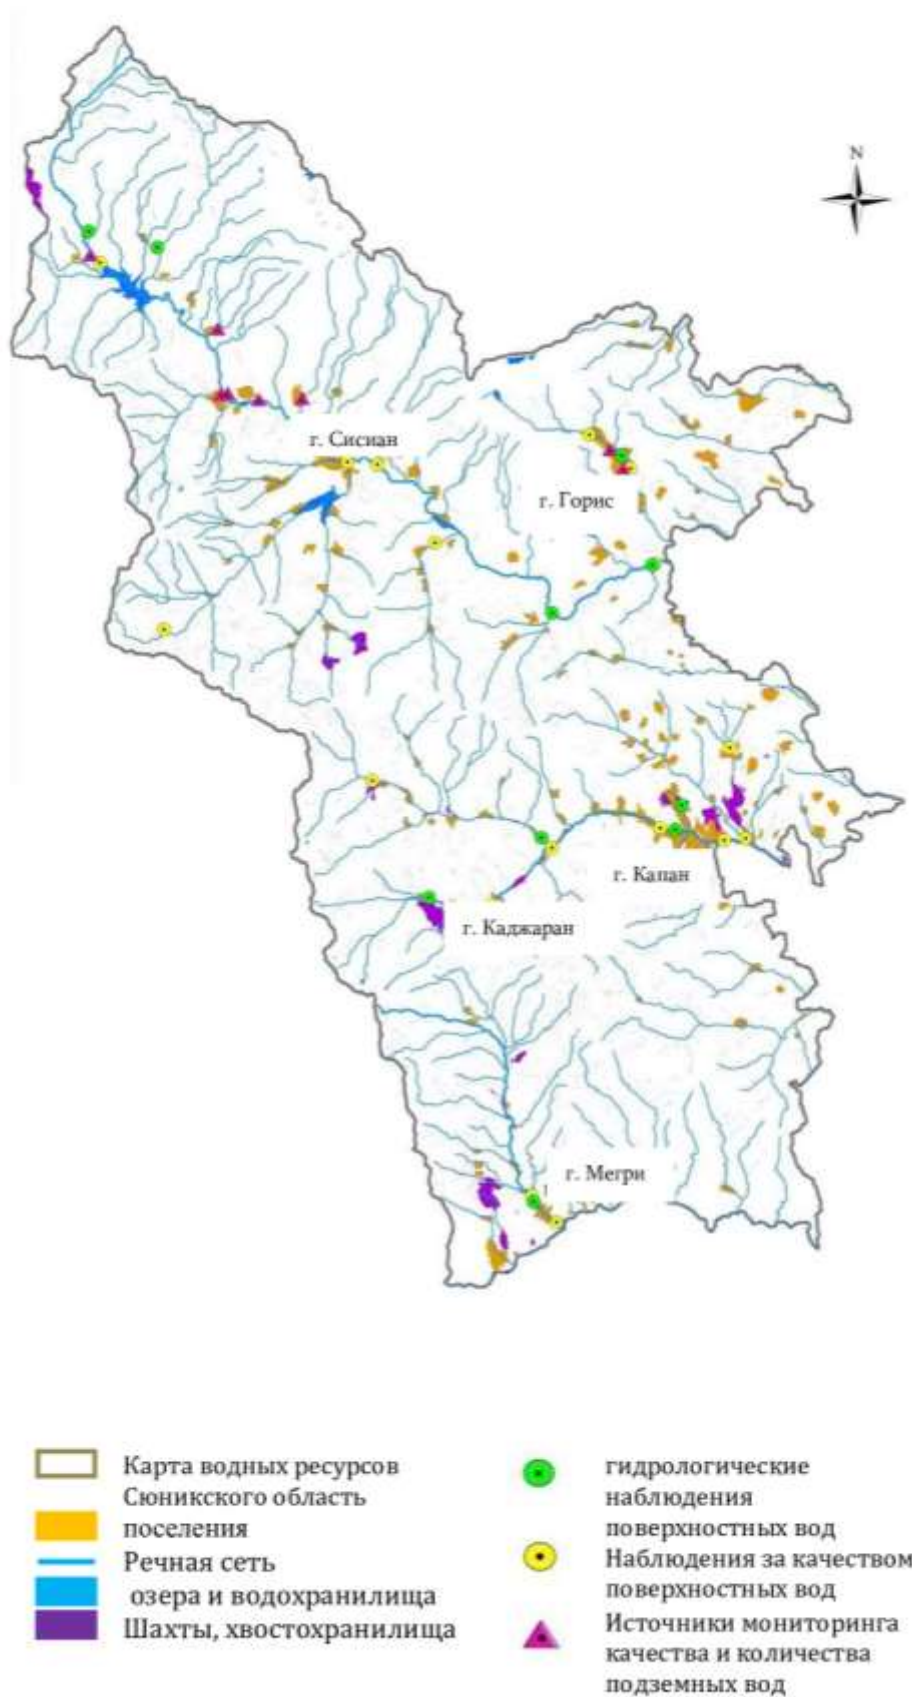 N
г. Сисиан
г. Горис
г. Капан
г. Каджаран
г. Мегри
Карта водных ресурсов
Сюникского область
поселения
Речная сеть
озера и водохранилища
Шахты, хвостохранилища
гидрологические
наблюдения
поверхностных вод
Наблюдения за качеством
поверхностных вод
Источники мониторинга
качества и количества
подземных вод